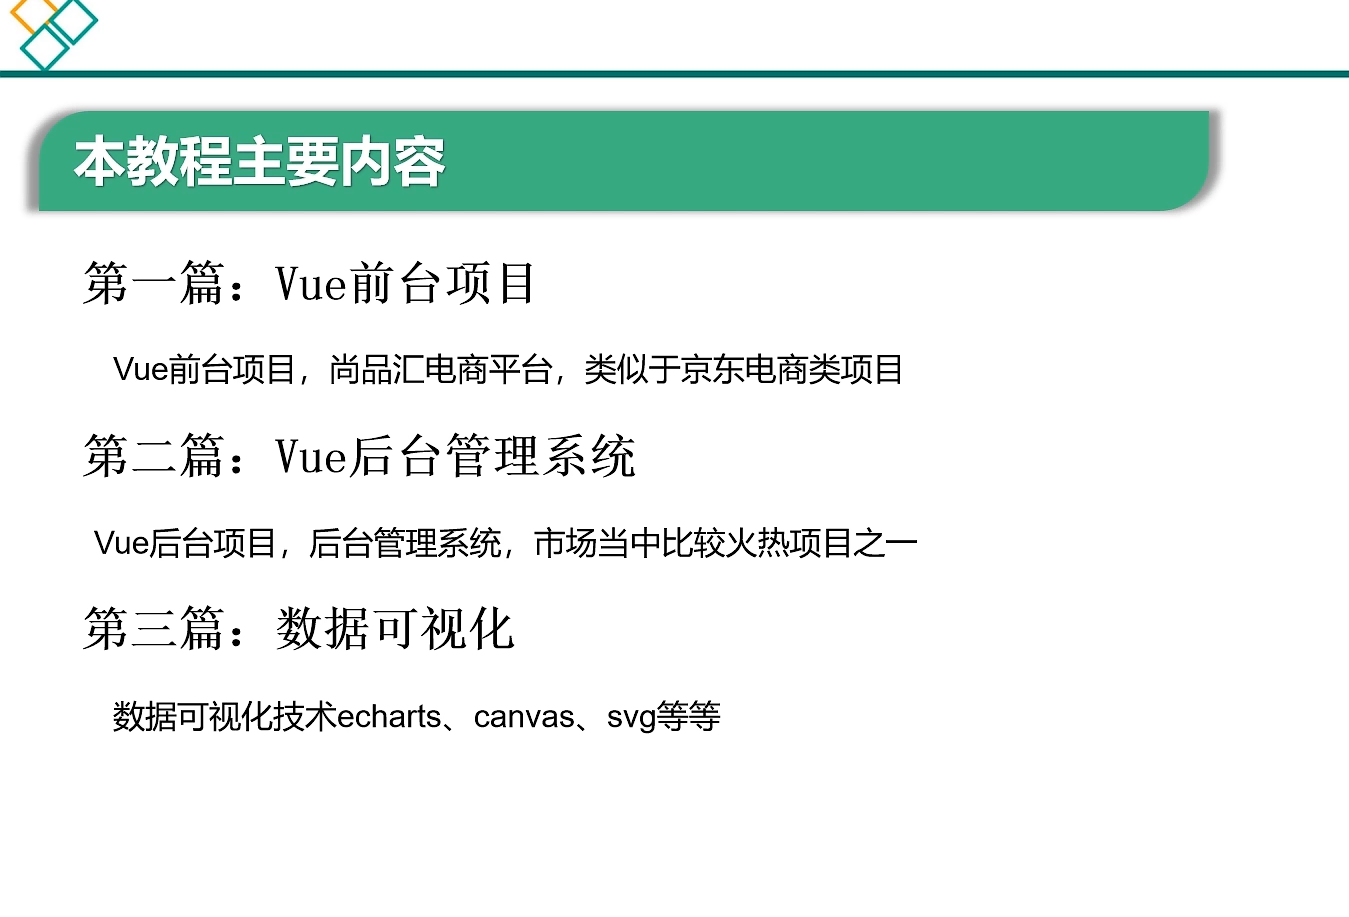 本教程主要内容
第一篇：Vue前台项目
Vue前台项目，尚品汇电商平台，类似于京东电商类项目
第二篇：Vue后台管理系统
Vue后台项目，后台管理系统，市场当中比较火热项目之一
第三篇：数据可视化
数据可视化技术echarts、canvas、svg等等